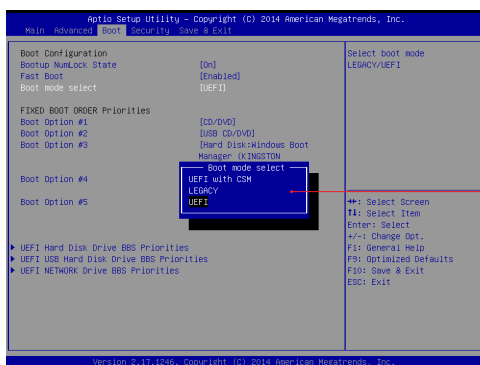 Aptio Setup Utility – Copyright (C) 2014 American Megatrends, Inc.
Main Advanced Boot Security Save & Exit
Boot Configuration
Bootup NumLock State [On]
Fast Boot [Enabled]
Boot mode select [UEFI]
FIXED BOOT ORDER Priorities
Boot Option #1 [CD/DVD]
Boot Option #2 [USB CD/DVD]
Boot Option #3 [Hard Disk:Windows Boot
Manager (KINGSTON
Boot Option #4
Boot Option #5
Boot mode select
UEFI with CSM
LEGACY
UEFI
UEFI Hard Disk Drive BBS Priorities
UEFI USB Hard Disk Drive BBS Priorities
UEFI NETWORK Drive BBS Priorities
Select boot mode
LEGACY/UEFI
→←: Select Screen
↑↓: Select Item
Enter: Select
+/-: Change Opt.
F1: General Help
F9: Optimized Defaults
F10: Save & Exit
ESC: Exit
Version 2.17.1246. Copyright (C) 2014 American Megatrends, Inc.